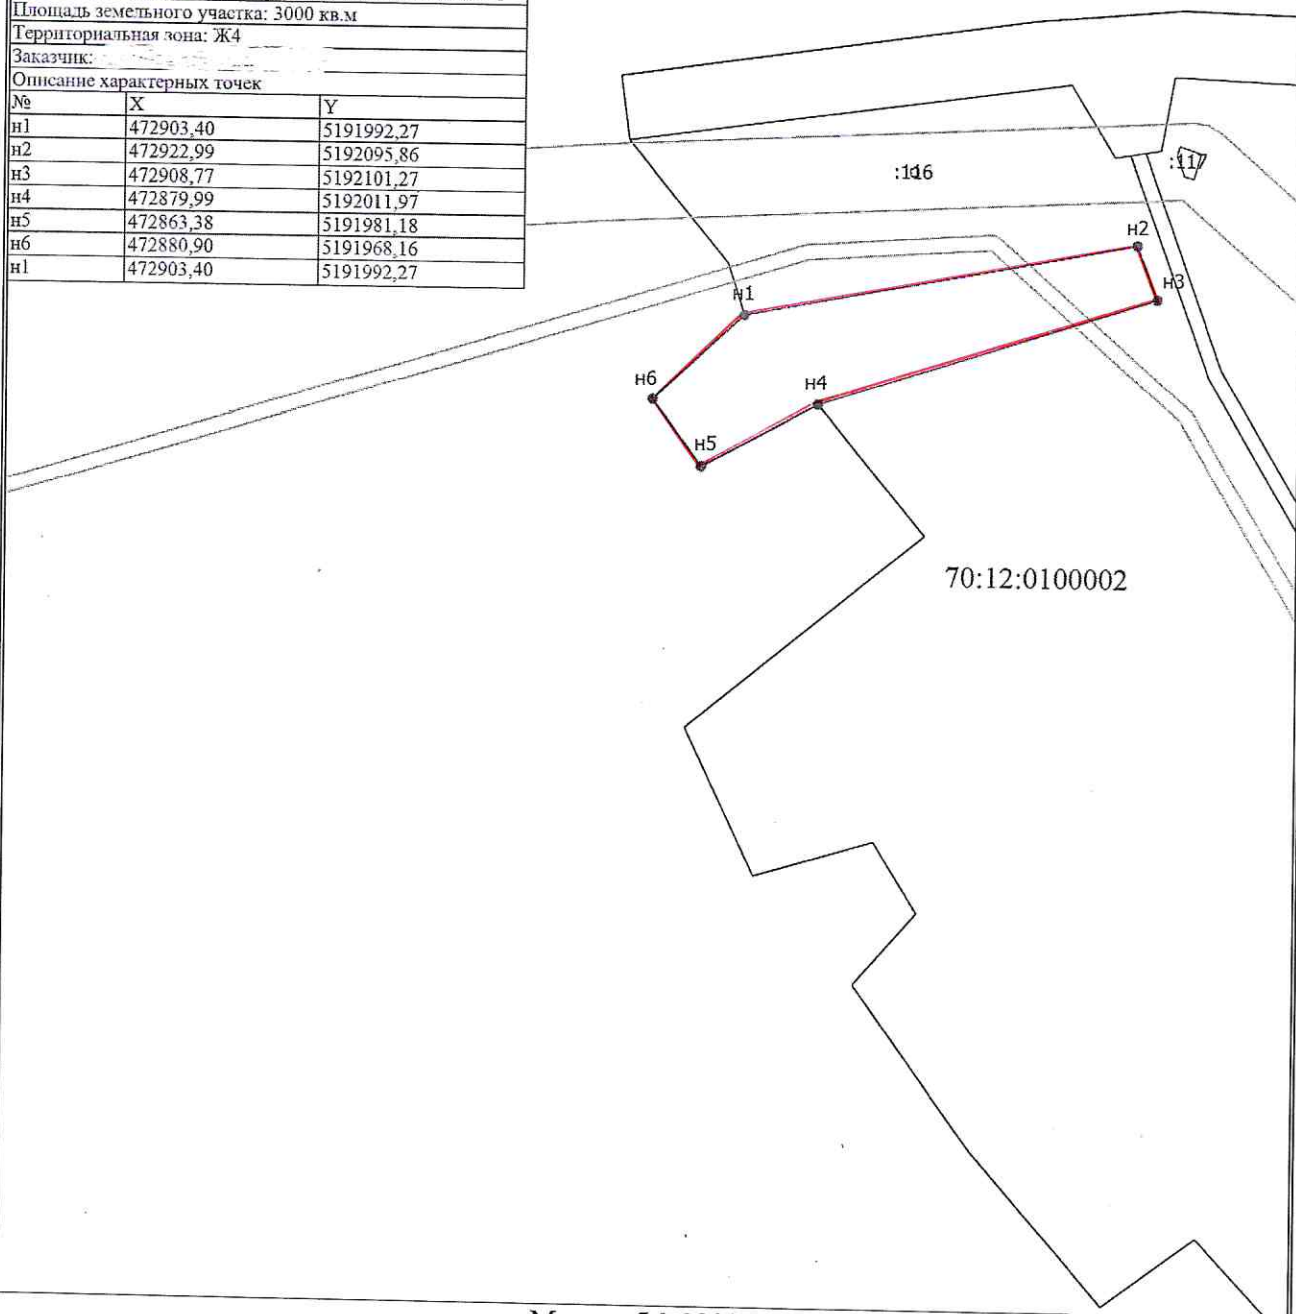 Площадь земельного участка: 3000 кв.м
Территориальная зона: Ж4
Заказчик:
Описание характерных точек
№ X Y
н1 472903,40 5191992,27
н2 472922,99 5192095,86
н3 472908,77 5192101,27
н4 472879,99 5192011,97
н5 472863,38 5191981,18
н6 472880,90 5191968,16
н1 472903,40 5191992,27
:116
:117
н2
н3
н1
н6
н4
н5
70:12:0100002